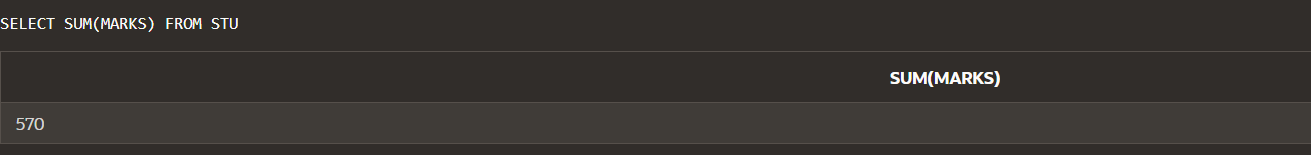 SELECT SUM(MARKS) FROM STU
SUM(MARKS)
570